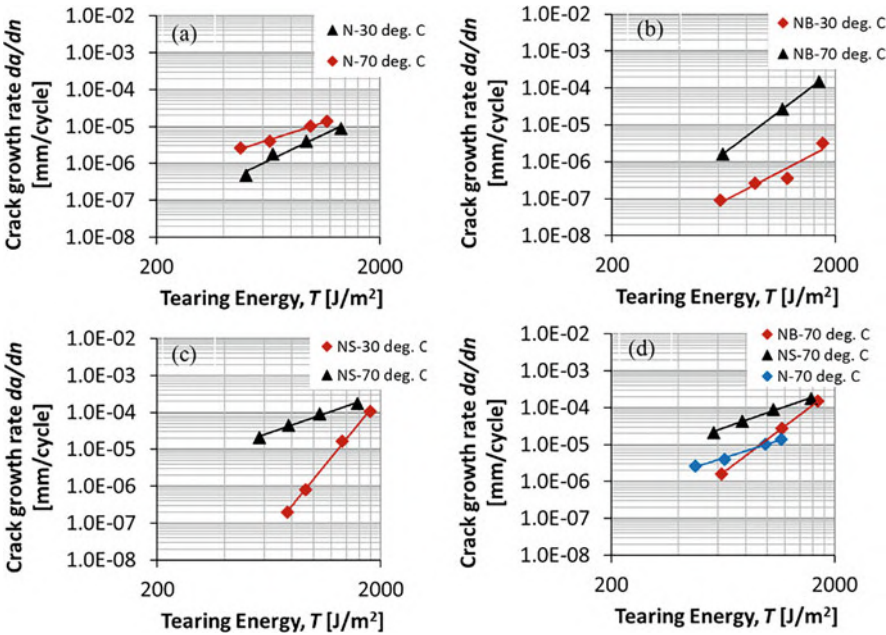 (a)
N-30 deg. C
N-70 deg. C
1.0E-02
1.0E-03
1.0E-04
1.0E-05
1.0E-06
1.0E-07
1.0E-08
Crack growth rate da/dn
[mm/cycle]
200
2000
Tearing Energy, T [J/m²]
(b)
NB-30 deg. C
NB-70 deg. C
1.0E-02
1.0E-03
1.0E-04
1.0E-05
1.0E-06
1.0E-07
1.0E-08
Crack growth rate da/dn
[mm/cycle]
200
2000
Tearing Energy, T [J/m²]
(c)
NS-30 deg. C
NS-70 deg. C
1.0E-02
1.0E-03
1.0E-04
1.0E-05
1.0E-06
1.0E-07
1.0E-08
Crack growth rate da/dn
[mm/cycle]
200
2000
Tearing Energy, T [J/m²]
(d)
NB-70 deg. C
NS-70 deg. C
N-70 deg. C
1.0E-02
1.0E-03
1.0E-04
1.0E-05
1.0E-06
1.0E-07
1.0E-08
Crack growth rate da/dn
[mm/cycle]
200
2000
Tearing Energy, T [J/m²]